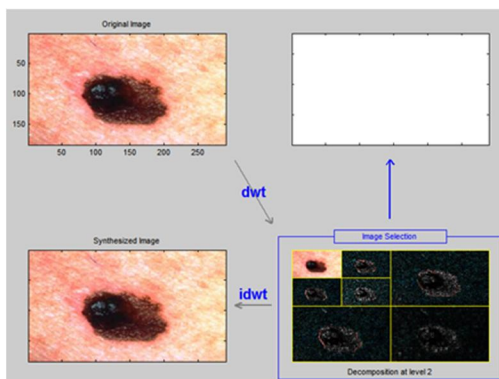 Original Image
50
100
150
50 100 150 200 250
dwt
Image Selection
Synthesized Image
idwt
Decomposition at level 2